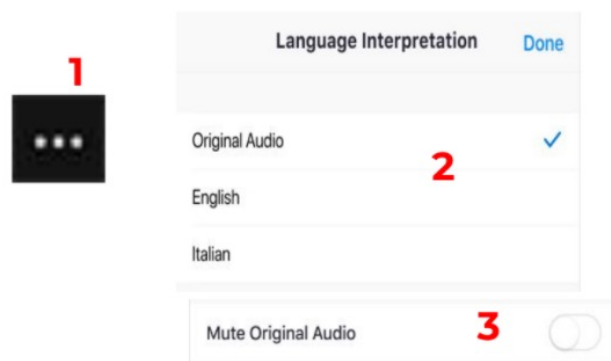 1
Language Interpretation Done
Original Audio
2
English
Italian
Mute Original Audio 3